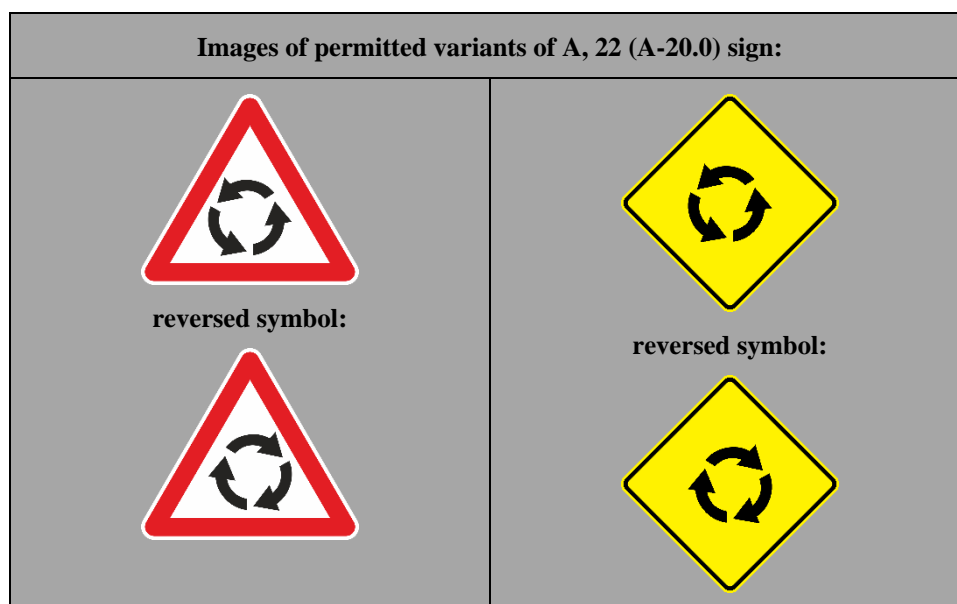 Images of permitted variants of A, 22 (A-20.0) sign:
reversed symbol:
reversed symbol: